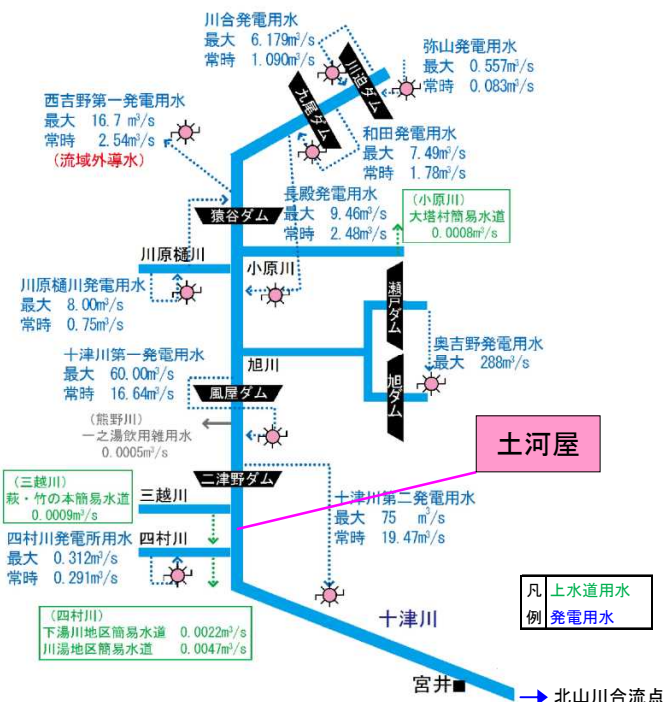 川合発電用水
最大 6.179m³/s
常時 1.090m³/s
川迫ダム
弥山発電用水
最大 0.557m³/s
常時 0.083m³/s
九尾ダム
西吉野第一発電用水
最大 16.7 m³/s
常時 2.54m³/s
(流域外導水)
和田発電用水
最大 7.49m³/s
常時 1.78m³/s
長殿発電用水
最大 9.46m³/s
常時 2.48m³/s
(小原川)
大塔村簡易水道
0.0008m³/s
猿谷ダム
川原樋川
小原川
川原樋川発電用水
最大 8.00m³/s
常時 0.75m³/s
瀬戸ダム
奥吉野発電用水
最大 288m³/s
旭ダム
旭川
十津川第一発電用水
最大 60.00m³/s
常時 16.64m³/s
風屋ダム
(熊野川)
一之湯飲用雑用水
0.0005m³/s
土河屋
二津野ダム
(三越川)
萩・竹の本簡易水道
0.0009m³/s
三越川
十津川第二発電用水
最大 75 m³/s
常時 19.47m³/s
四村川発電所用水
最大 0.312m³/s
常時 0.291m³/s
四村川
凡例
上水道用水
発電用水
(四村川)
下湯川地区簡易水道 0.0022m³/s
川湯地区簡易水道 0.0047m³/s
十津川
宮井■
→ 北山川合流点